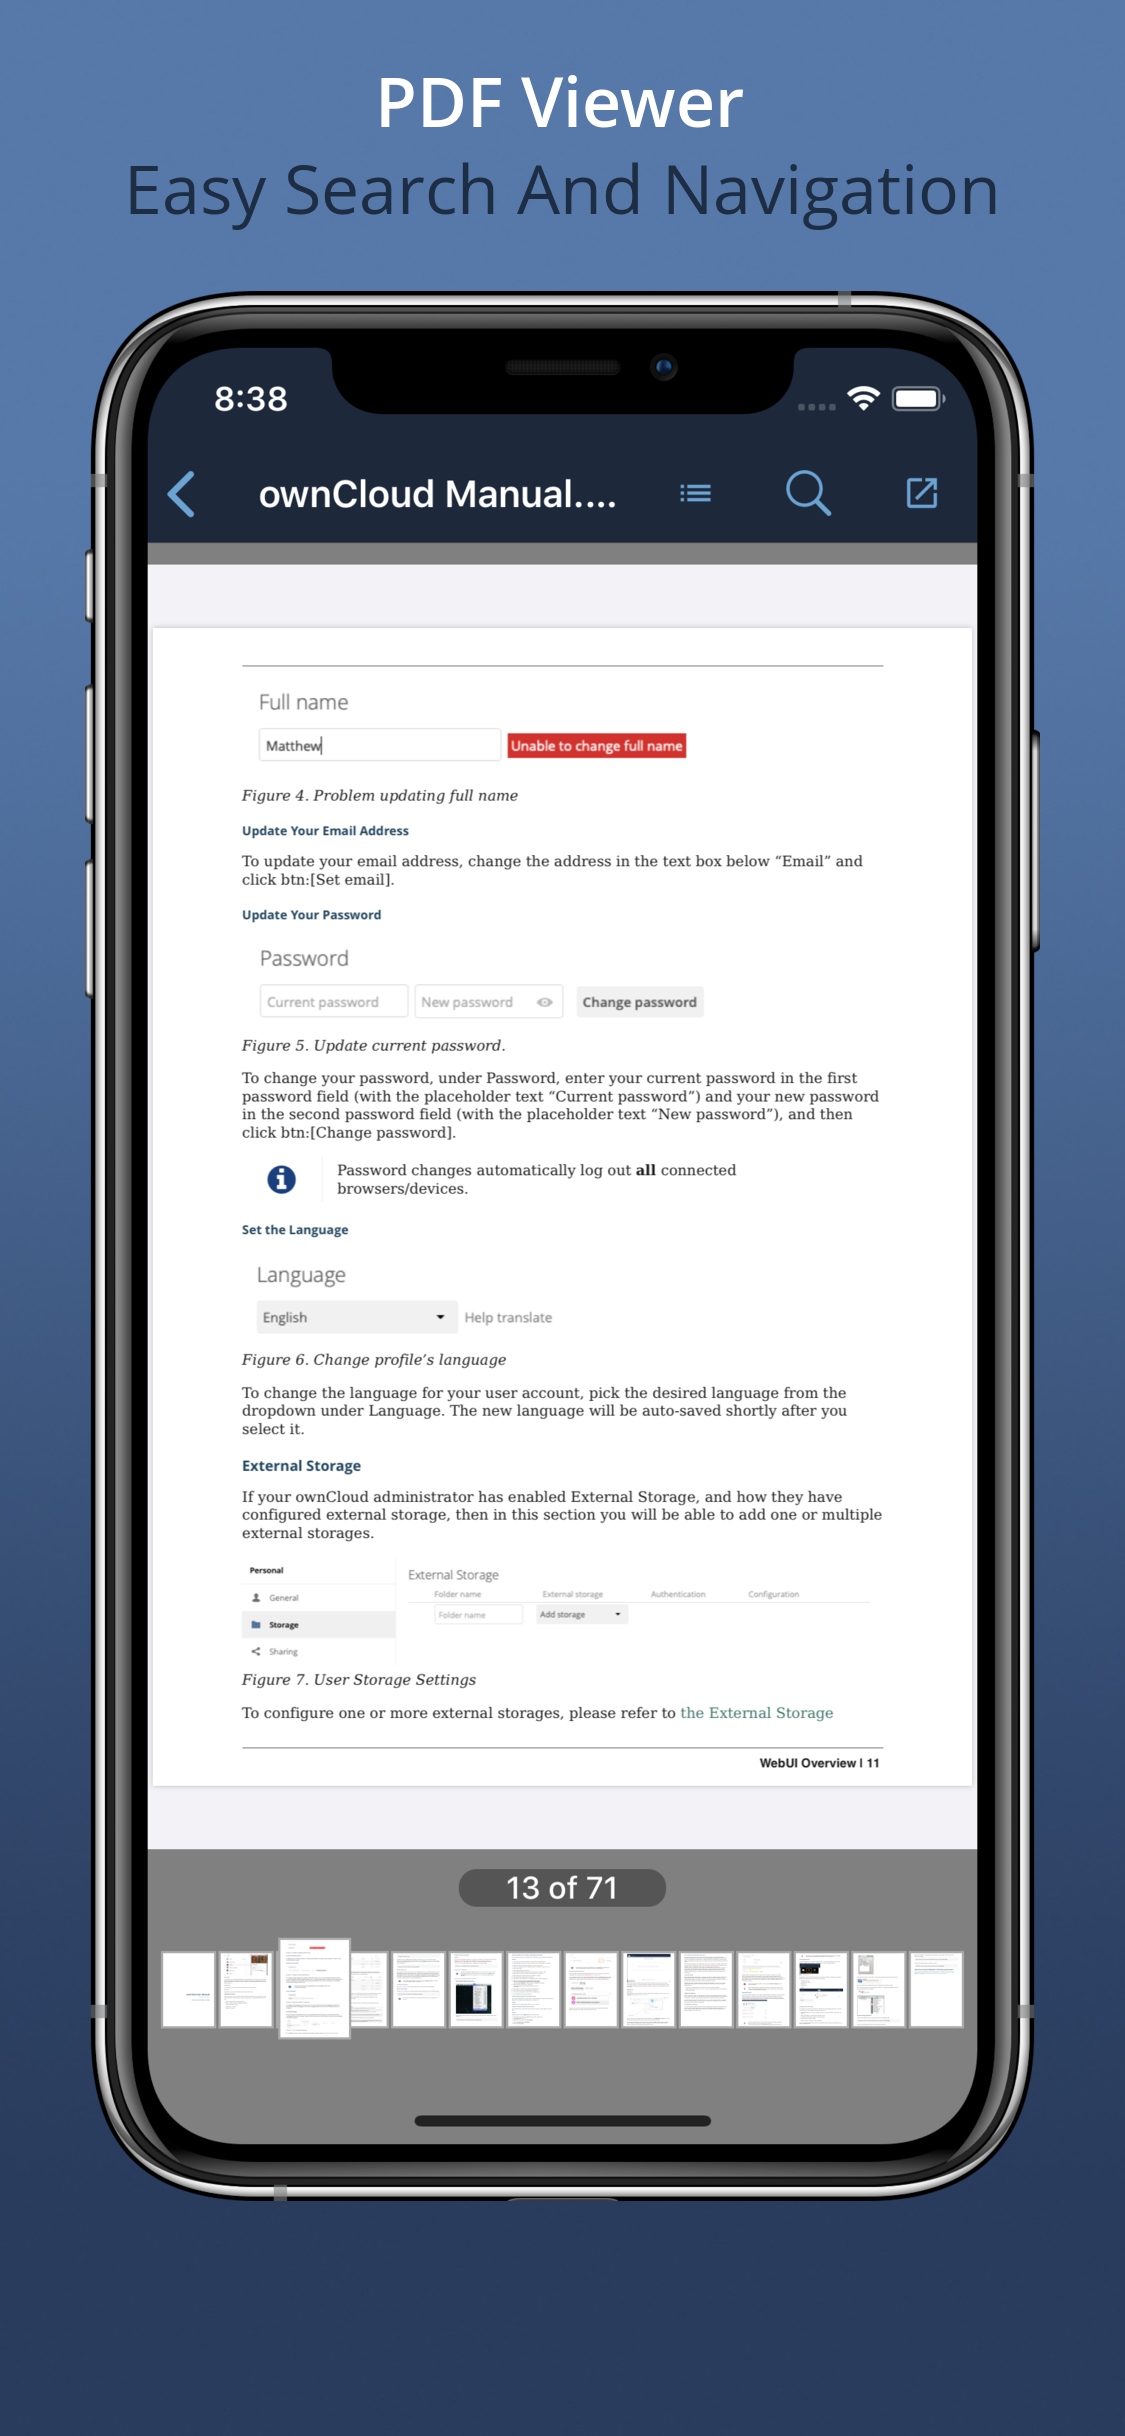 PDF Viewer
Easy Search And Navigation
8:38
ownCloud Manual....
Full name
Matthew
Unable to change full name
Figure 4. Problem updating full name
Update Your Email Address
To update your email address, change the address in the text box below “Email” and
click btn:[Set email].
Update Your Password
Password
Current password
New password
Change password
Figure 5. Update current password.
To change your password, under Password, enter your current password in the first
password field (with the placeholder text “Current password”) and your new password
in the second password field (with the placeholder text “New password”), and then
click btn:[Change password].
Password changes automatically log out all connected
browsers/devices.
Set the Language
Language
English
Help translate
Figure 6. Change profile’s language
To change the language for your user account, pick the desired language from the
dropdown under Language. The new language will be auto-saved shortly after you
select it.
External Storage
If your ownCloud administrator has enabled External Storage, and how they have
configured external storage, then in this section you will be able to add one or multiple
external storages.
Personal
General
Storage
Sharing
External Storage
Folder name External storage Authentication Configuration
Folder name Add storage
Figure 7. User Storage Settings
To configure one or more external storages, please refer to the External Storage
WebUI Overview | 11
13 of 71